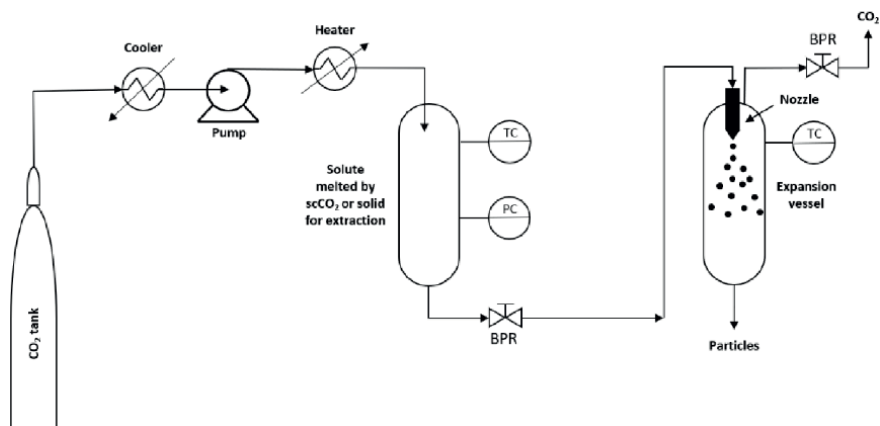 Cooler
Heater
Pump
CO₂ tank
Solute
melted by
scCO₂ or solid
for extraction
TC
PC
BPR
CO₂
BPR
Nozzle
TC
Expansion
vessel
Particles